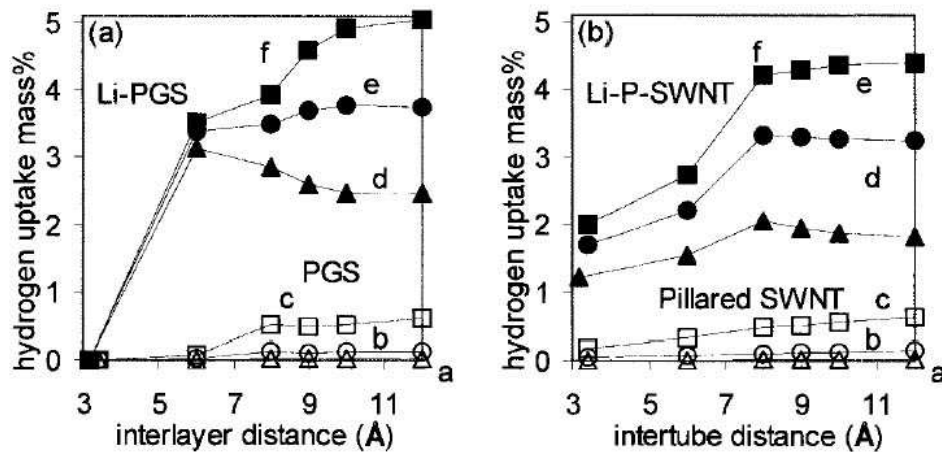 (a)
f
Li-PGS
e
d
PGS
c
b
a
5
4
3
2
1
0
3
5
7
9
11
hydrogen uptake mass%
interlayer distance (Å)
(b)
f
Li-P-SWNT
e
d
Pillared SWNT
c
b
a
5
4
3
2
1
0
3
5
7
9
11
hydrogen uptake mass%
intertube distance (Å)